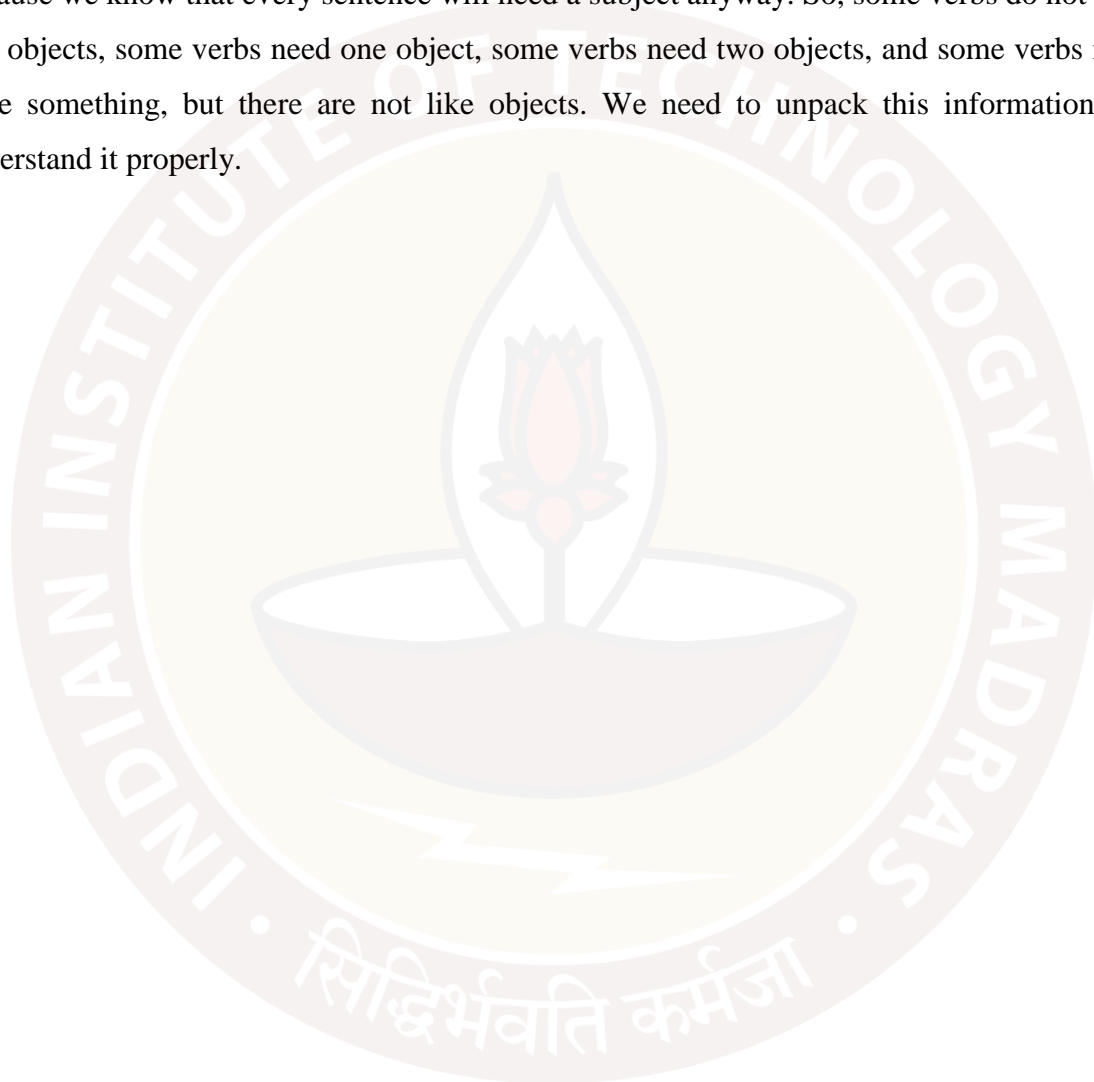 we know that every sentence will need a subject anyway. So, some verbs do not
objects, some verbs need one object, some verbs need two objects, and some verbs
something, but there are not like objects. We need to unpack this information
it properly.
INDIAN INSTITUTE OF TECHNOLOGY MADRAS
सिद्धिर्भवति कर्मजा